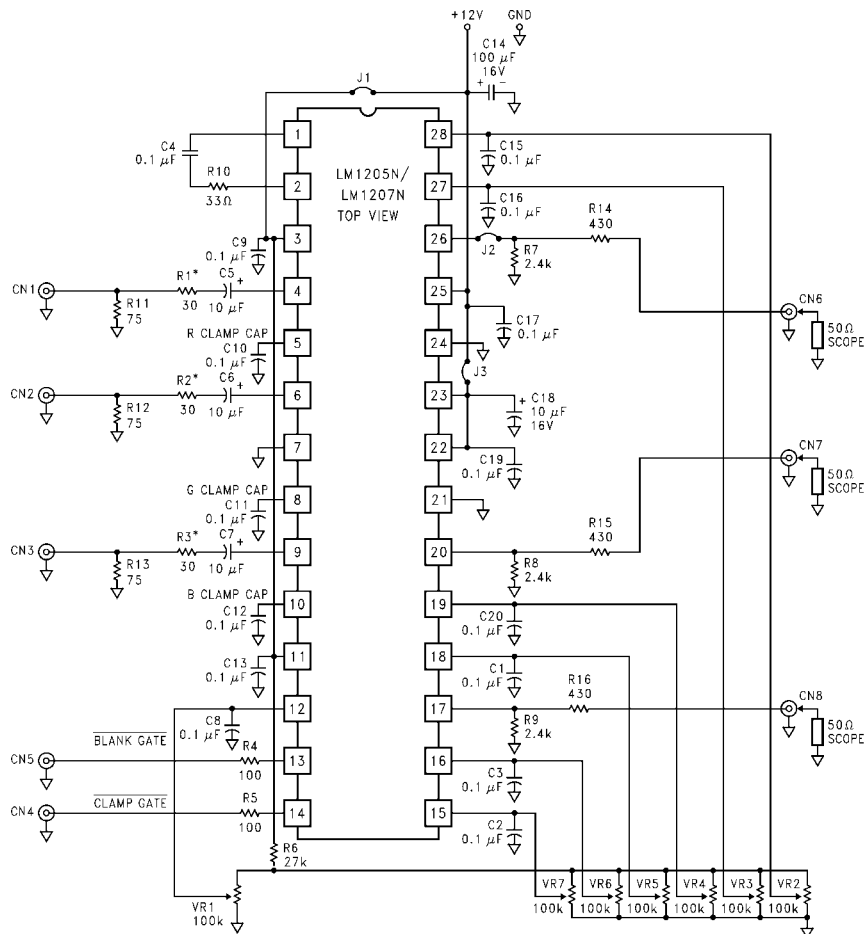 +12V
GND
C14
100 μF
16V
+
-
J1
C4
0.1 μF
R10
33Ω
1
2
3
4
5
6
7
8
9
10
11
12
13
14
LM1205N/
LM1207N
TOP VIEW
28
27
26
25
24
23
22
21
20
19
18
17
16
15
C15
0.1 μF
C16
0.1 μF
J2
R7
2.4k
R14
430
CN6
50Ω
SCOPE
C17
0.1 μF
J3
+
C18
10 μF
16V
C19
0.1 μF
CN7
50Ω
SCOPE
R15
430
R8
2.4k
C20
0.1 μF
C1
0.1 μF
R16
430
CN8
50Ω
SCOPE
R9
2.4k
C3
0.1 μF
C2
0.1 μF
C9
0.1 μF
CN1
R11
75
R1*
30
C5
+
10 μF
R CLAMP CAP
C10
0.1 μF
CN2
R12
75
R2*
30
C6
+
10 μF
G CLAMP CAP
C11
0.1 μF
CN3
R13
75
R3*
30
C7
+
10 μF
B CLAMP CAP
C12
0.1 μF
C13
0.1 μF
C8
0.1 μF
BLANK GATE
CN5
R4
100
CLAMP GATE
CN4
R5
100
R6
27k
VR1
100k
VR7
100k
VR6
100k
VR5
100k
VR4
100k
VR3
100k
VR2
100k